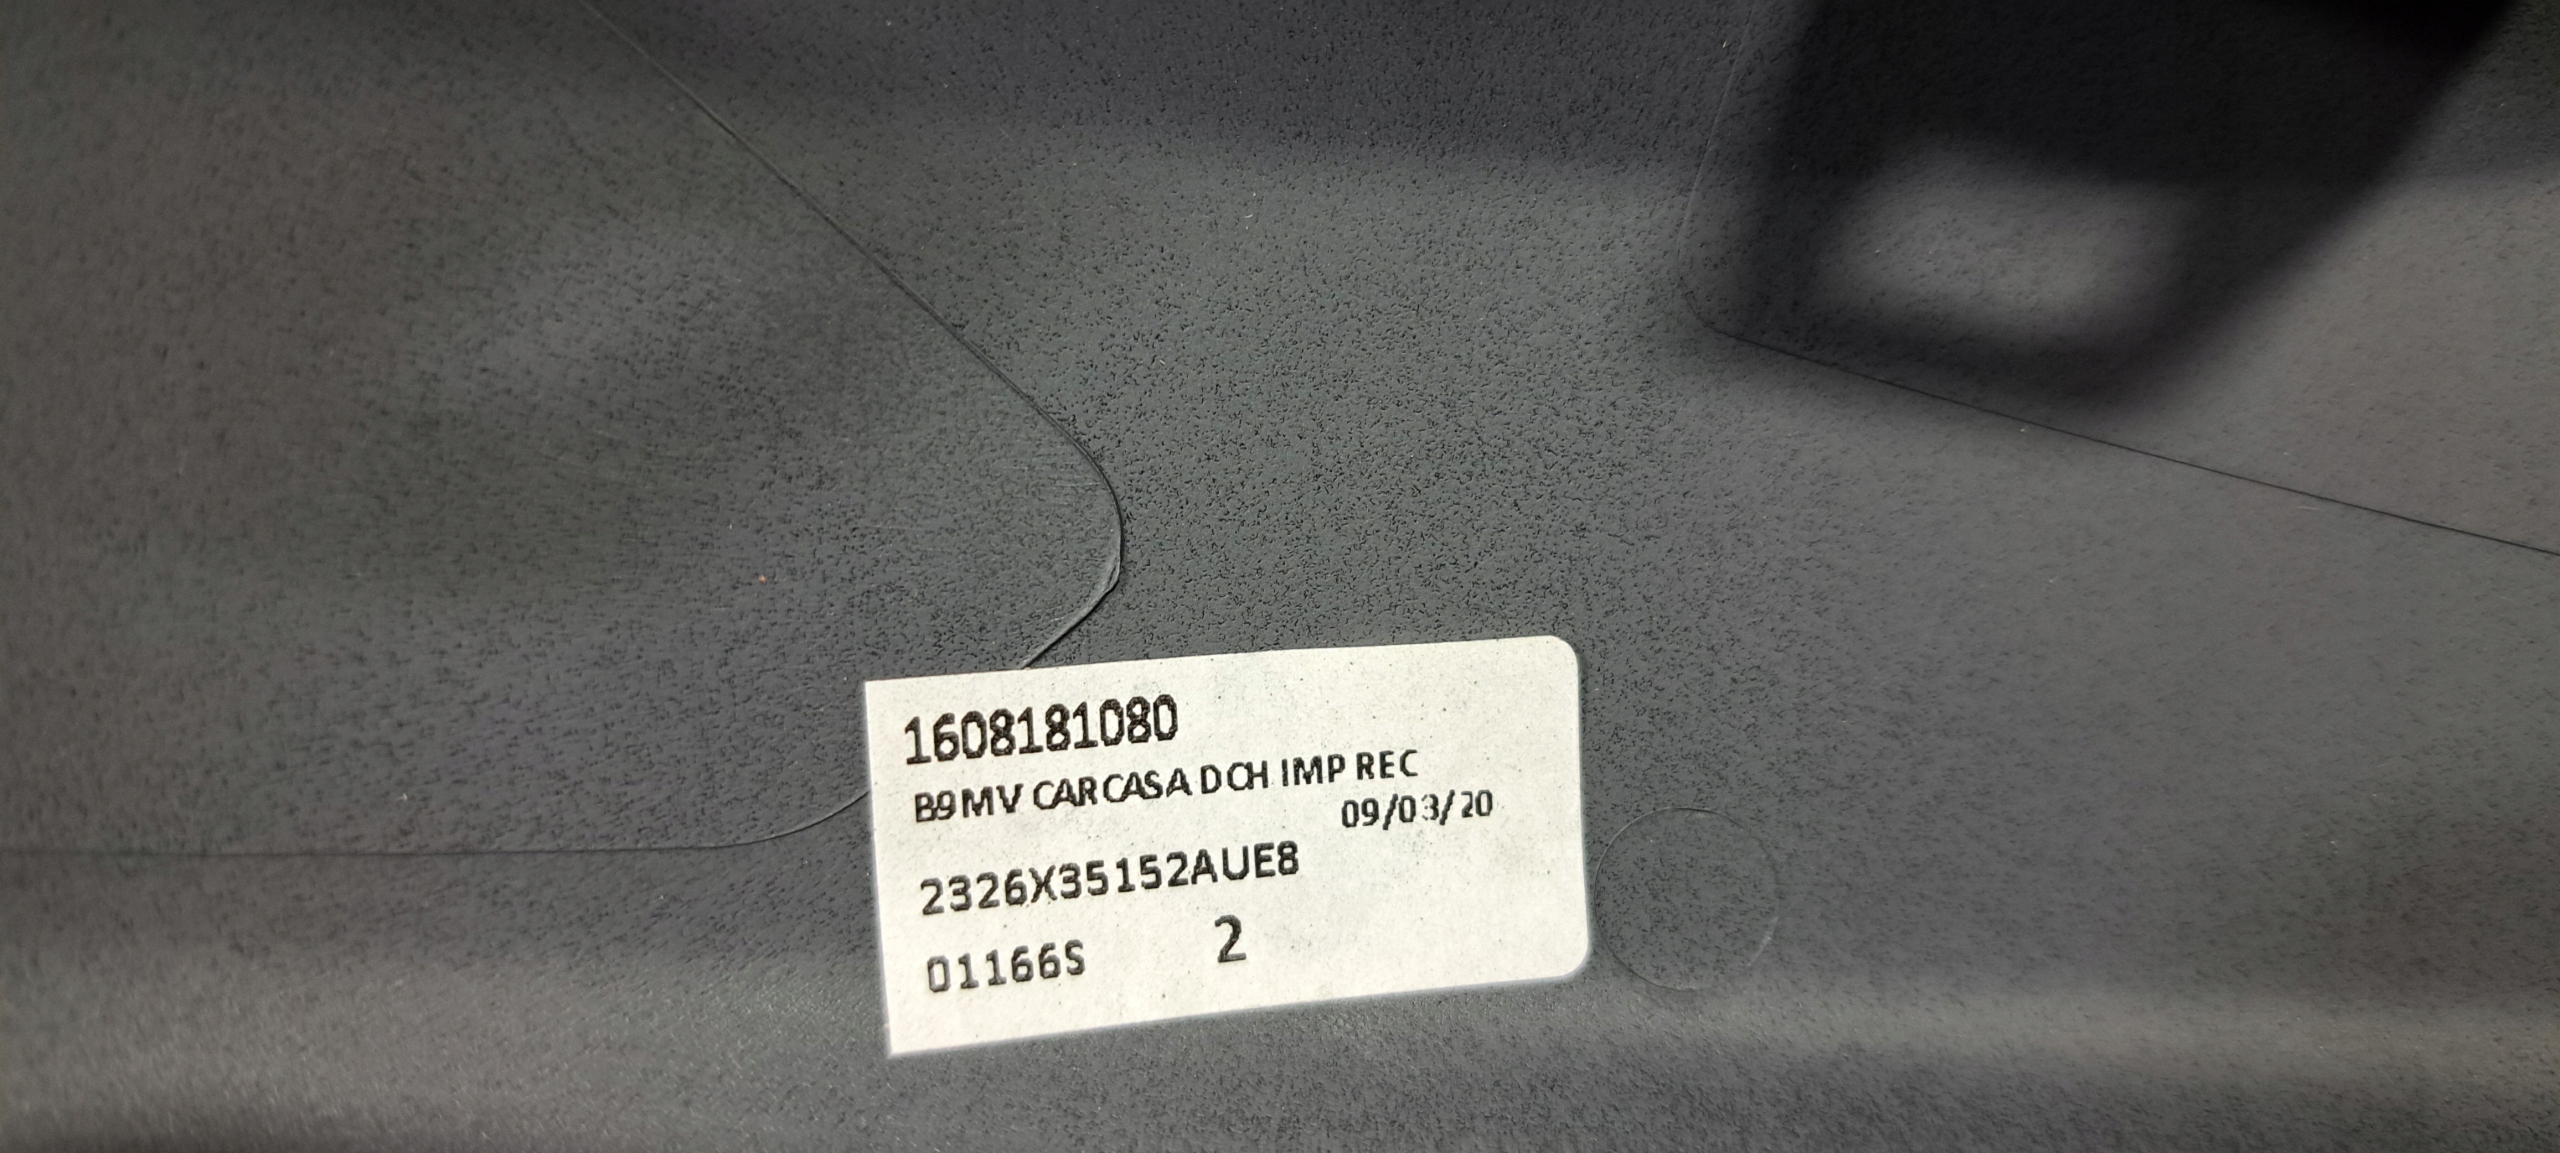 1608181080
B9 MV CARCASA DCH IMP REC
09/03/20
2326X35152AUE8
01166S 2